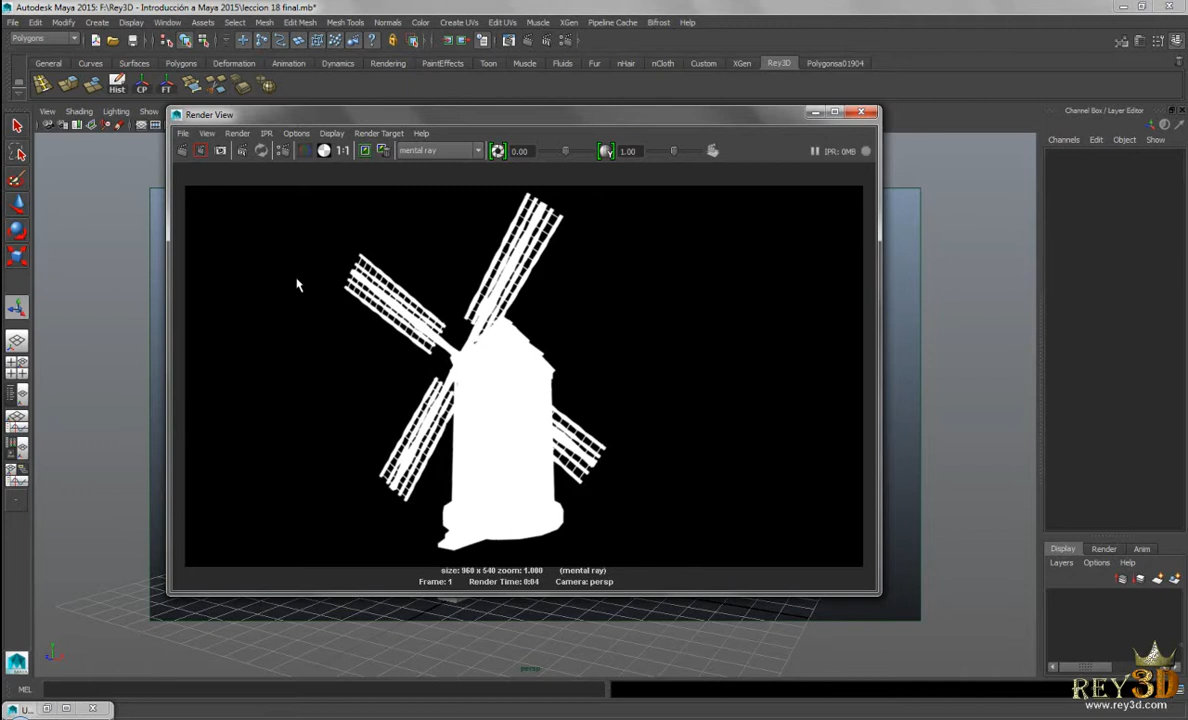 Autodesk Maya 2015: F:\Rey3D\Introducción a Maya 2015\leccion 18 final.mb*
File Edit Modify Create Display Window Assets Select Mesh Edit Mesh Mesh Tools Normals Color Create UVs Edit UVs Muscle XGen Pipeline Cache Bifrost Help
Polygons
General Curves Surfaces Polygons Deformation Animation Dynamics Rendering PaintEffects Toon Muscle Fluids Fur nHair nCloth Custom XGen Rey3D Polygonsa01904
Hist CP FT
View Shading Lighting Show
Render View
Channel Box / Layer Editor
File View Render IPR Options Display Render Target Help
Channels Edit Object Show
1:1 mental ray 0.00 1.00 IPR: 0MB
size: 960 x 540 zoom: 1.000 (mental ray)
Frame: 1 Render Time: 0:04 Camera: persp
Display Render Anim
Layers Options Help
persp
MEL
REY3D
www.rey3d.com
U...